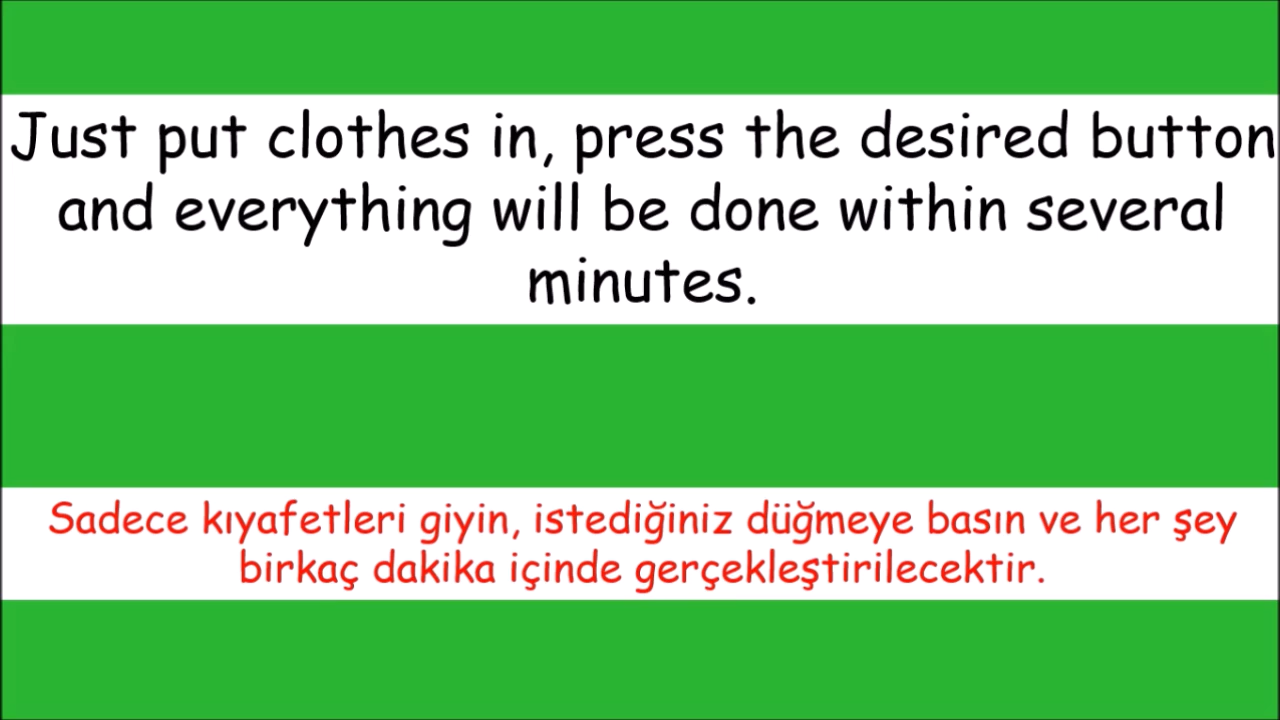 Just put clothes in, press the desired button
and everything will be done within several
minutes.
Sadece kıyafetleri giyin, istediğiniz düğmeye basın ve her şey
birkaç dakika içinde gerçekleştirilecektir.